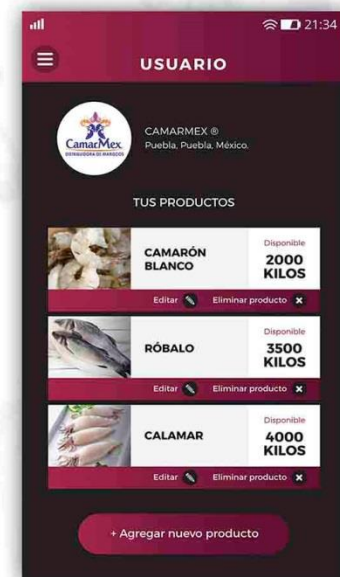 21:34
USUARIO
CamarMex
DISTRIBUIDORA DE MARISCOS
CAMARMEX ®
Puebla, Puebla, México.
TUS PRODUCTOS
CAMARÓN
BLANCO
Disponible
2000
KILOS
Editar Eliminar producto
RÓBALO
Disponible
3500
KILOS
Editar Eliminar producto
CALAMAR
Disponible
4000
KILOS
Editar Eliminar producto
+ Agregar nuevo producto